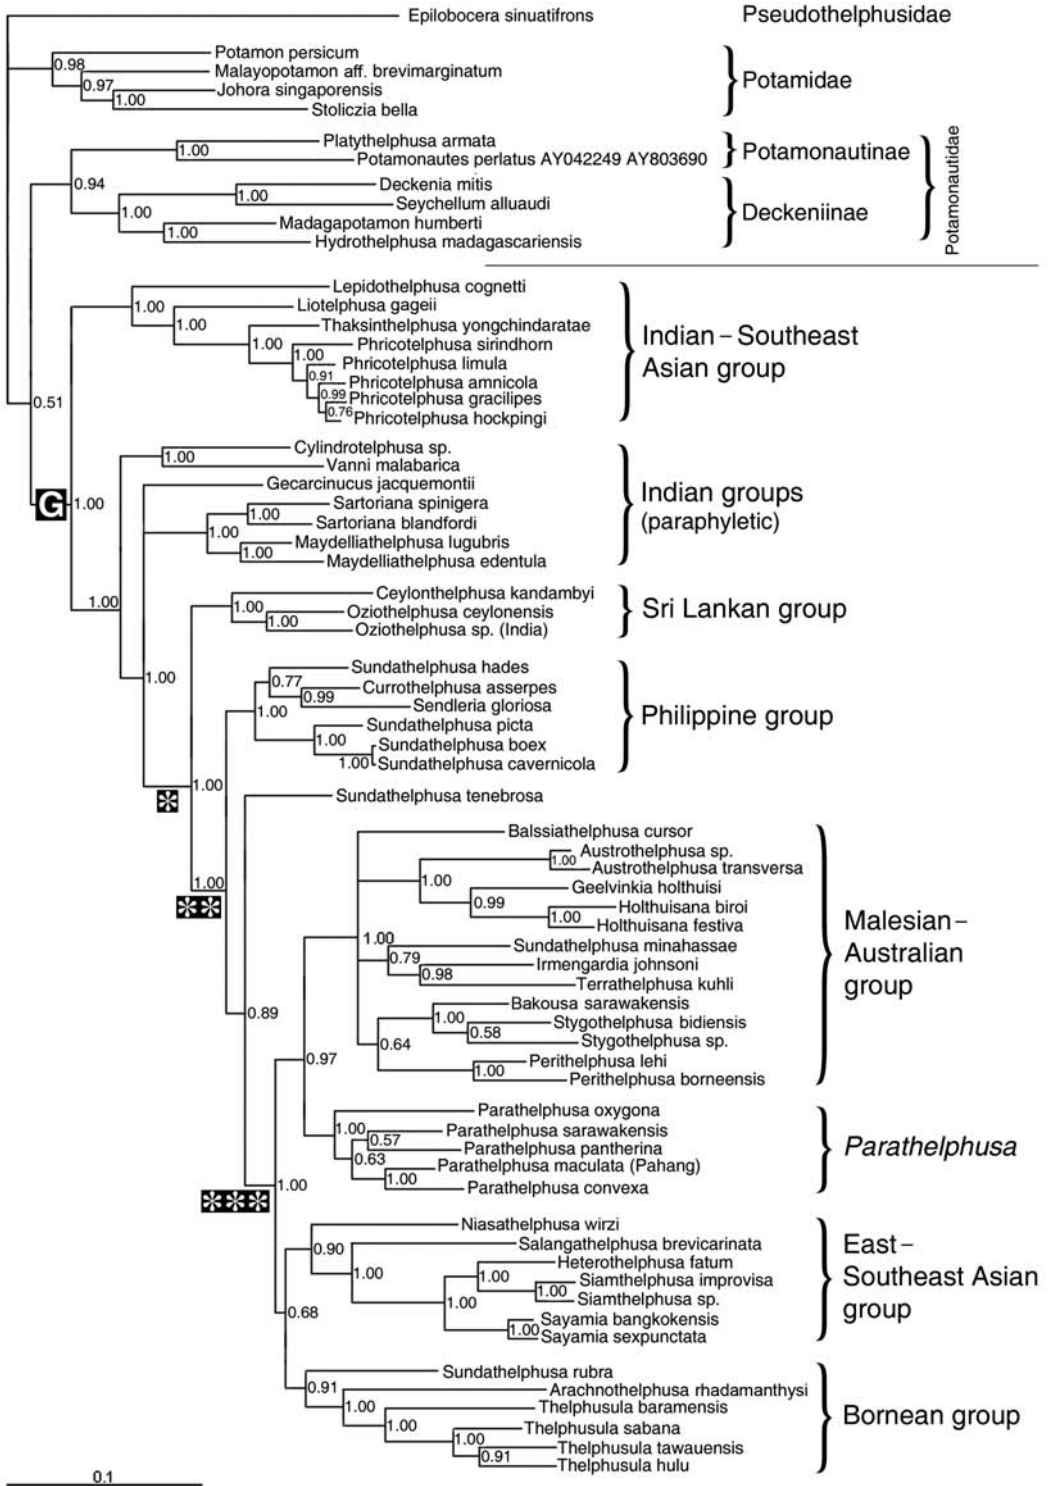 Epilobocera sinuatifrons
Pseudothelphusidae
Potamon persicum
0.98
Malayopotamon aff. brevimarginatum
0.97
Johora singaporensis
1.00
Stoliczia bella
Potamidae
Platythelphusa armata
1.00
Potamonautes perlatus AY042249 AY803690
Potamonautinae
0.94
Deckenia mitis
1.00
Seychellum alluaudi
1.00
Madagapotamon humberti
1.00
Hydrothelphusa madagascariensis
Deckeniinae
Potamonautidae
Lepidothelphusa cognetti
1.00
Liotelphusa gageii
1.00
Thaksinthelphusa yongchindaratae
1.00
Phricotelphusa sirindhorn
1.00
Phricotelphusa limula
0.91
Phricotelphusa amnicola
0.99
Phricotelphusa gracilipes
0.76
Phricotelphusa hockpingi
Indian – Southeast
Asian group
0.51
Cylindrotelphusa sp.
1.00
Vanni malabarica
Gecarcinucus jacquemontii
G
1.00
Sartoriana spinigera
1.00
Sartoriana blandfordi
1.00
Maydelliathelphusa lugubris
1.00
Maydelliathelphusa edentula
Indian groups
(paraphyletic)
1.00
Ceylonthelphusa kandambyi
1.00
Oziothelphusa ceylonensis
1.00
Oziothelphusa sp. (India)
Sri Lankan group
1.00
Sundathelphusa hades
0.77
Currothelphusa asserpes
0.99
Sendleria gloriosa
1.00
Sundathelphusa picta
1.00
Sundathelphusa boex
1.00
Sundathelphusa cavernicola
Philippine group
1.00
*
Sundathelphusa tenebrosa
Balssiathelphusa cursor
Austrothelphusa sp.
1.00
Austrothelphusa transversa
1.00
Geelvinkia holthuisi
0.99
Holthuisana biroi
1.00
Holthuisana festiva
1.00
**
1.00
Sundathelphusa minahassae
0.79
Irmengardia johnsoni
0.98
Terrathelphusa kuhli
Bakousa sarawakensis
1.00
Stygothelphusa bidiensis
0.58
Stygothelphusa sp.
0.64
Perithelphusa lehi
1.00
Perithelphusa borneensis
Malesian –
Australian
group
0.89
0.97
Parathelphusa oxygona
1.00
Parathelphusa sarawakensis
0.57
Parathelphusa pantherina
0.63
Parathelphusa maculata (Pahang)
1.00
Parathelphusa convexa
Parathelphusa
1.00
***
Niasathelphusa wirzi
0.90
Salangathelphusa brevicarinata
1.00
Heterothelphusa fatum
1.00
Siamthelphusa improvisa
1.00
Siamthelphusa sp.
1.00
Sayamia bangkokensis
1.00
Sayamia sexpunctata
East –
Southeast Asian
group
0.68
Sundathelphusa rubra
0.91
Arachnothelphusa rhadamanthysi
1.00
Thelphusula baramensis
1.00
Thelphusula sabana
1.00
Thelphusula tawauensis
0.91
Thelphusula hulu
Bornean group
0.1